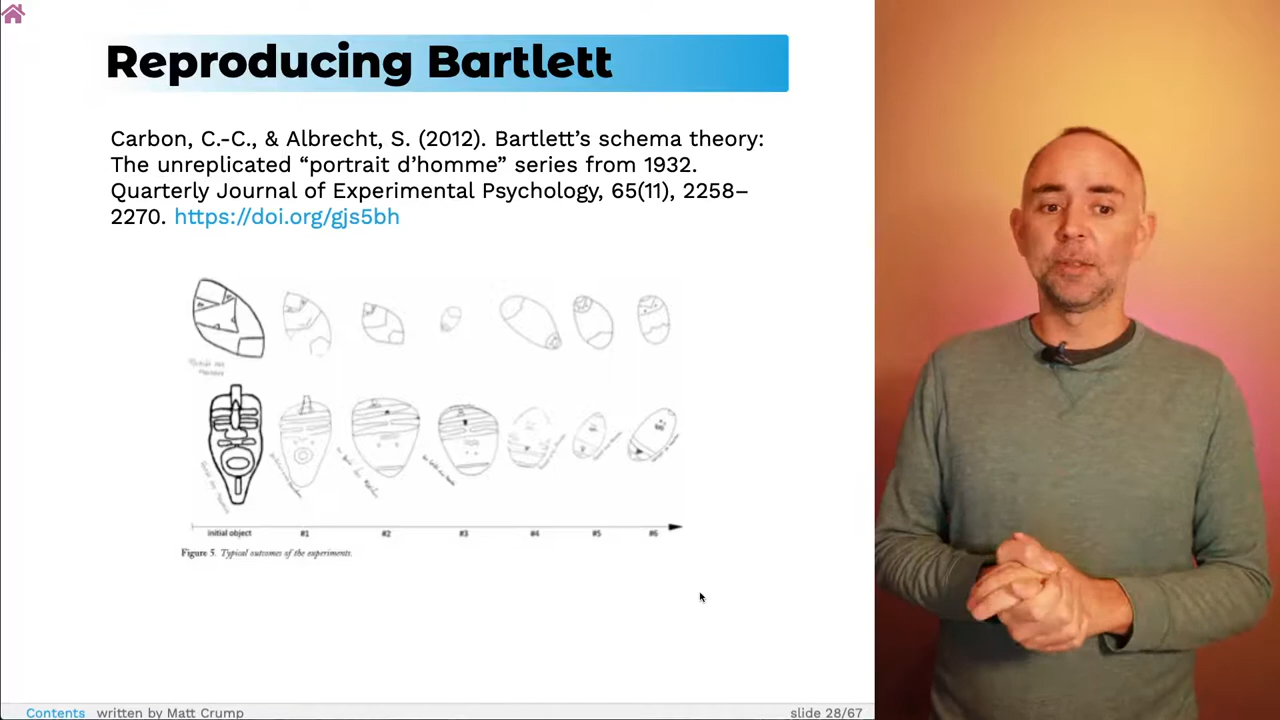 Reproducing Bartlett
Carbon, C.-C., & Albrecht, S. (2012). Bartlett’s schema theory:
The unreplicated “portrait d’homme” series from 1932.
Quarterly Journal of Experimental Psychology, 65(11), 2258–
2270. https://doi.org/gjs5bh
initial object #1 #2 #3 #4 #5 #6
Figure 5. Typical outcomes of the experiments.
Contents written by Matt Crump slide 28/67